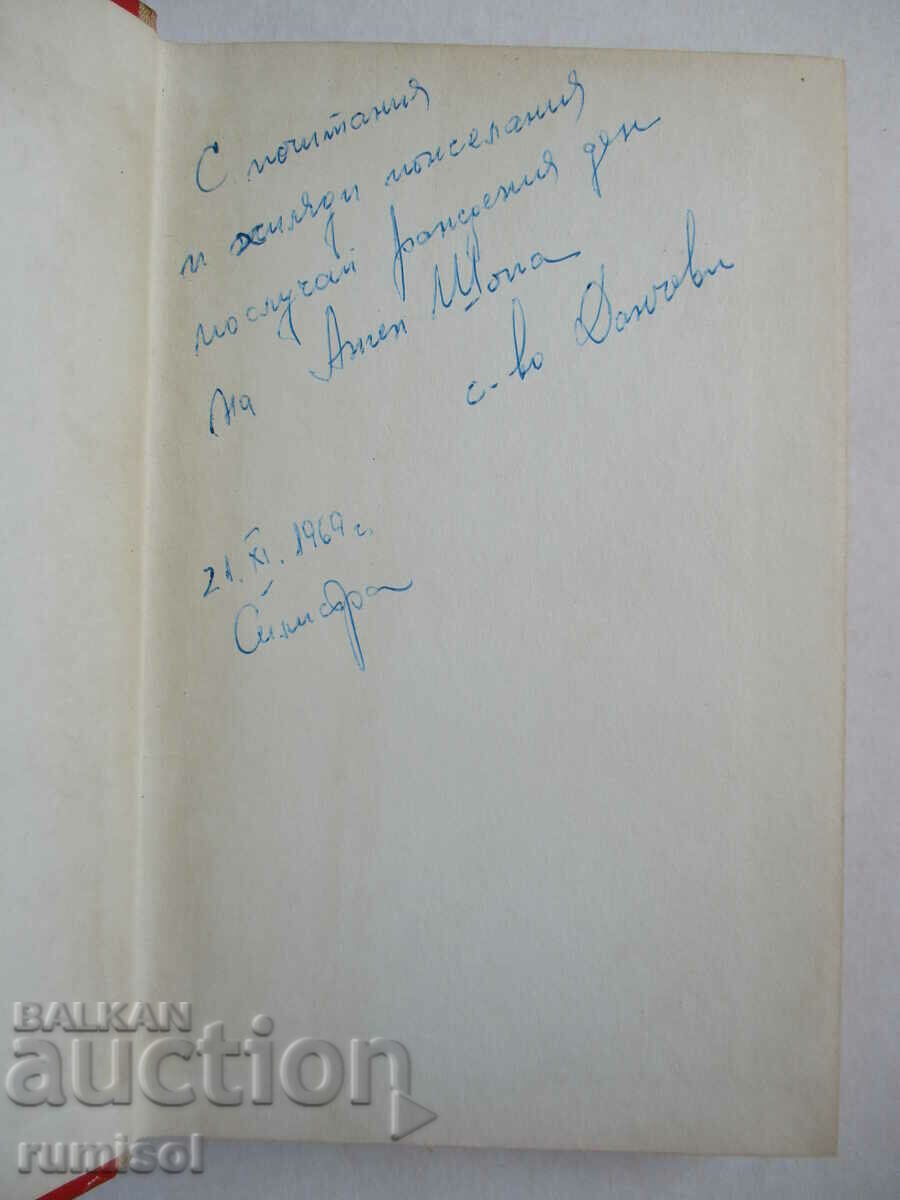 С почитания
и хиляди пожелания
по случай рождения ден
на Ангел Шопа
с-во Данчеви
21. XI. 1969 г.
Силистра
BALKAN
auction
rumisol